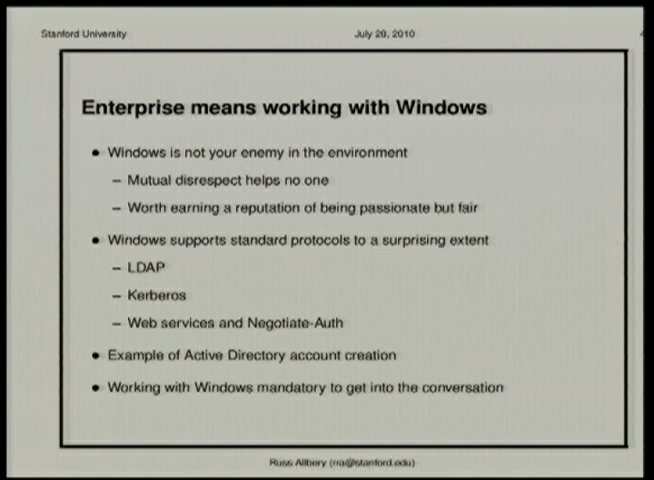 Stanford University July 28, 2010
Enterprise means working with Windows
• Windows is not your enemy in the environment
– Mutual disrespect helps no one
– Worth earning a reputation of being passionate but fair
• Windows supports standard protocols to a surprising extent
– LDAP
– Kerberos
– Web services and Negotiate-Auth
• Example of Active Directory account creation
• Working with Windows mandatory to get into the conversation
Russ Allbery (rra@stanford.edu)